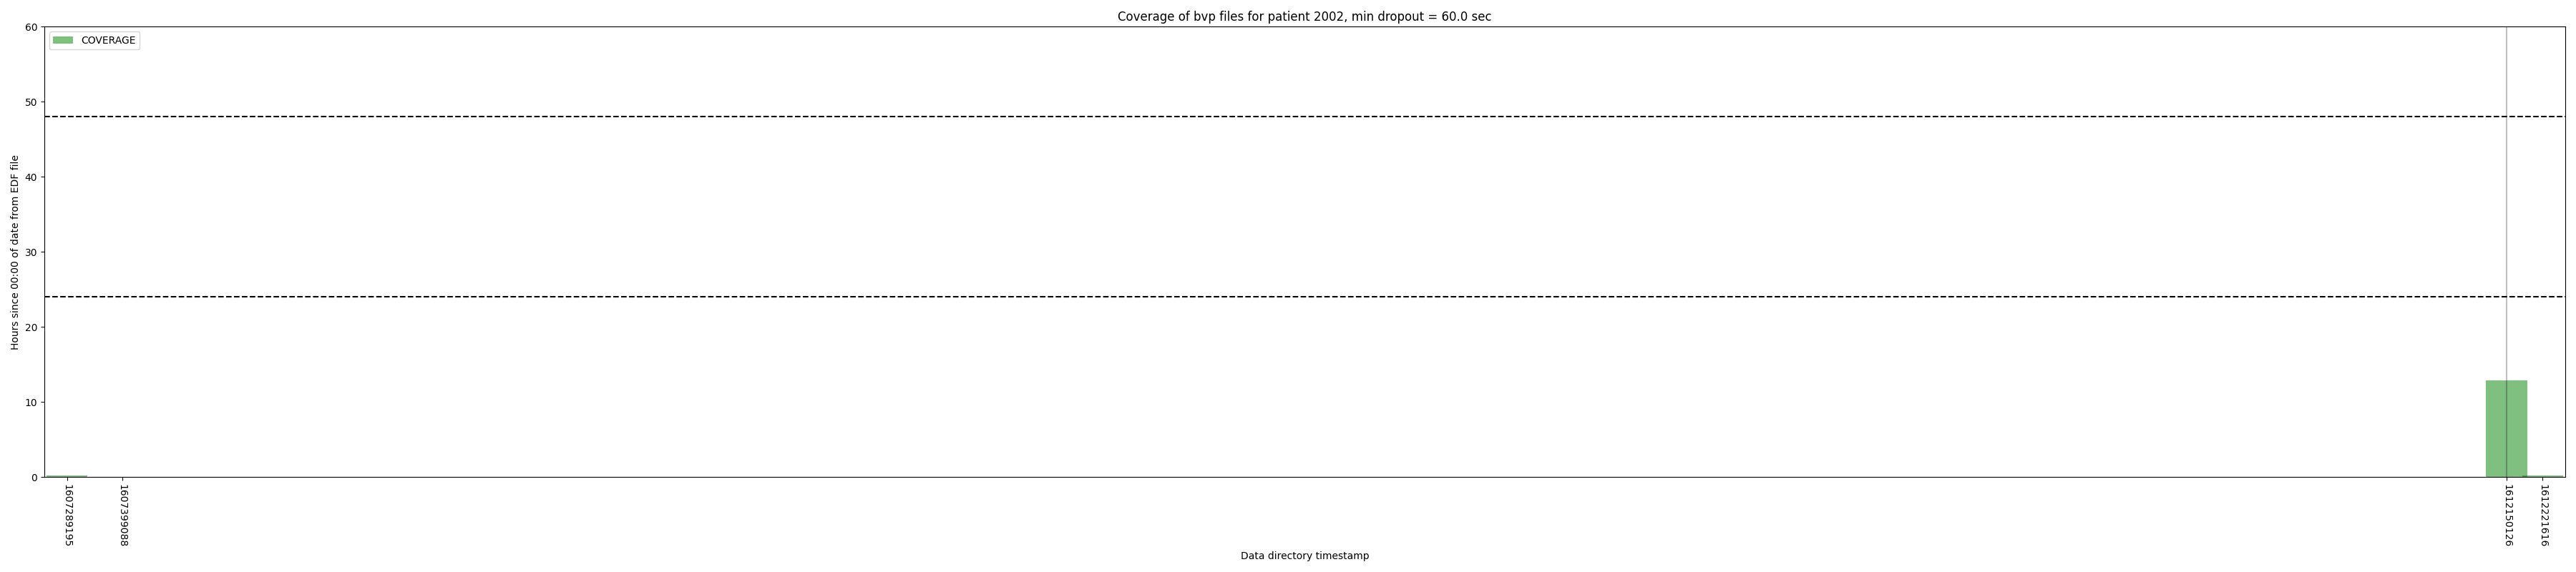 Coverage of bvp files for patient 2002, min dropout = 60.0 sec
COVERAGE
Hours since 00:00 of date from EDF file
60
50
40
30
20
10
0
1607289195
1607399088
1612150126
1612221616
Data directory timestamp